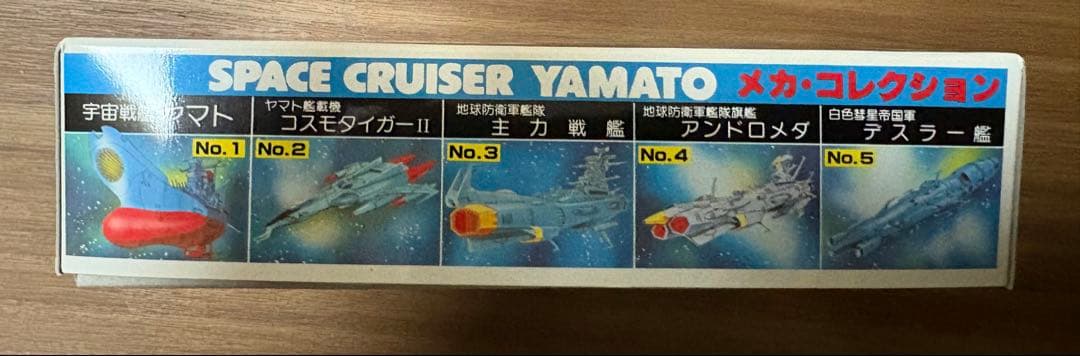 SPACE CRUISER YAMATO メカ・コレクション
宇宙戦艦ヤマト
No.1
ヤマト艦載機
コスモタイガーII
No.2
地球防衛軍艦隊
主力戦艦
No.3
地球防衛軍艦隊旗艦
アンドロメダ
No.4
白色彗星帝国軍
デスラー艦
No.5